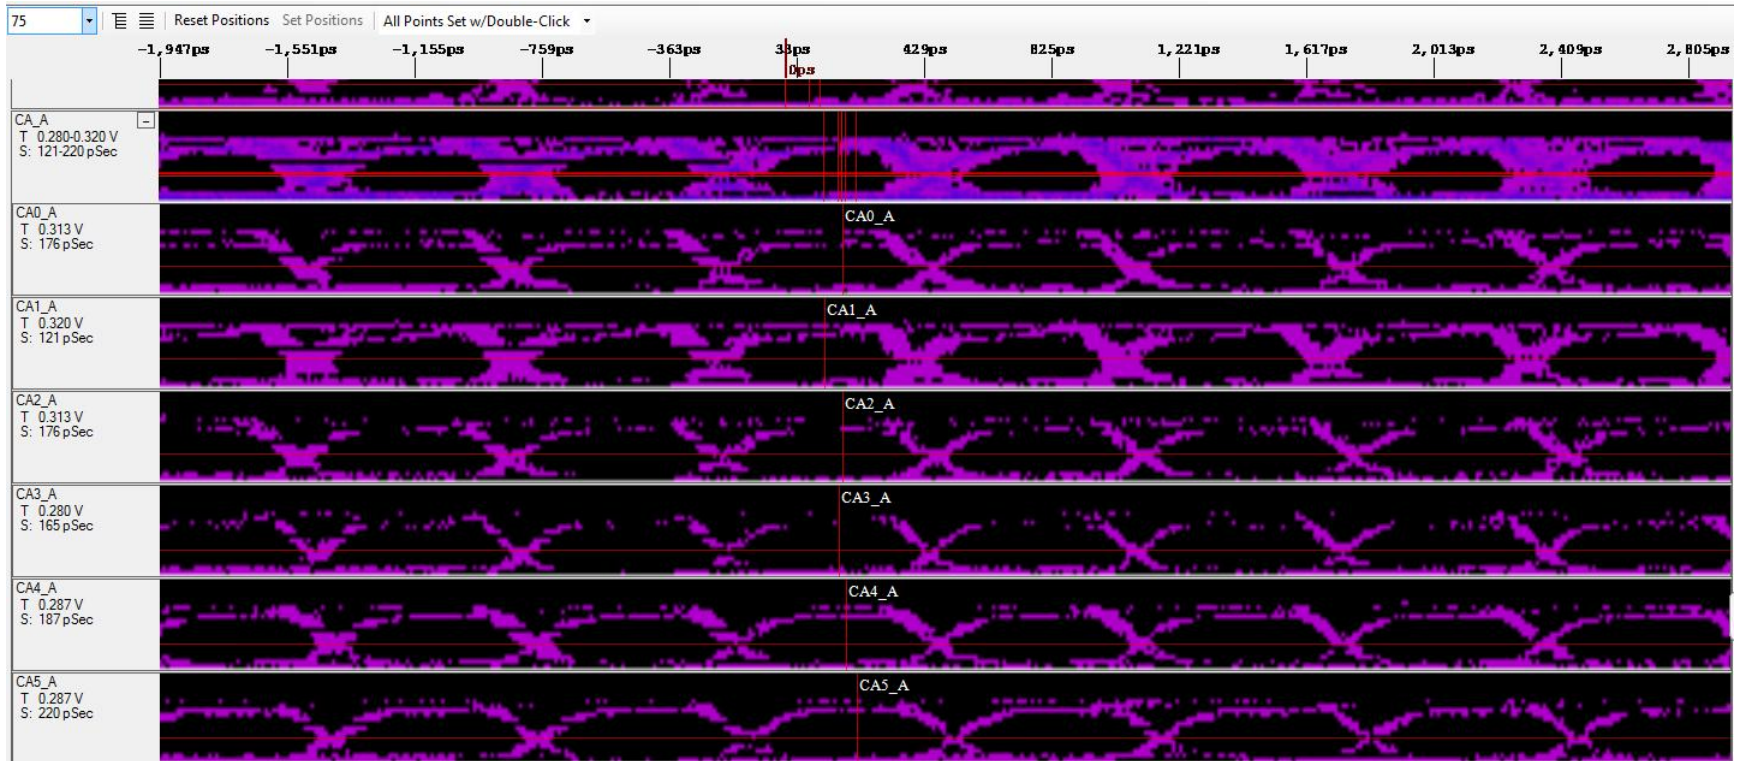 75 Reset Positions Set Positions All Points Set w/Double-Click
-1,947ps -1,551ps -1,155ps -759ps -363ps 33ps 429ps 825ps 1,221ps 1,617ps 2,013ps 2,409ps 2,805ps
0ps
CA_A
T 0.280-0.320 V
S: 121-220 pSec
CA0_A
T 0.313 V
S: 176 pSec
CA0_A
CA1_A
T 0.320 V
S: 121 pSec
CA1_A
CA2_A
T 0.313 V
S: 176 pSec
CA2_A
CA3_A
T 0.280 V
S: 165 pSec
CA3_A
CA4_A
T 0.287 V
S: 187 pSec
CA4_A
CA5_A
T 0.287 V
S: 220 pSec
CA5_A